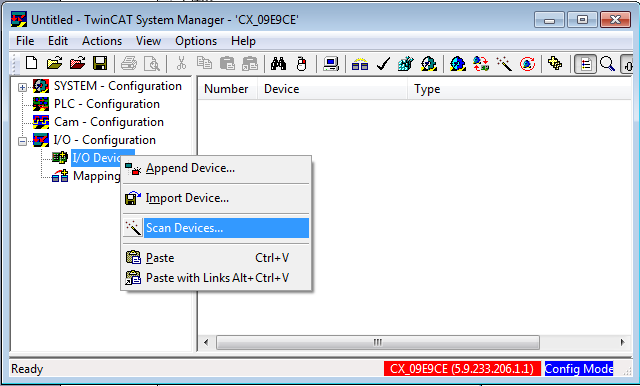 Untitled - TwinCAT System Manager - 'CX_09E9CE'
File Edit Actions View Options Help
Number Device Type
SYSTEM - Configuration
PLC - Configuration
Cam - Configuration
I/O - Configuration
I/O Devic
Mapping
Append Device...
Import Device...
Scan Devices...
Paste Ctrl+V
Paste with Links Alt+Ctrl+V
Ready CX_09E9CE (5.9.233.206.1.1) Config Mode